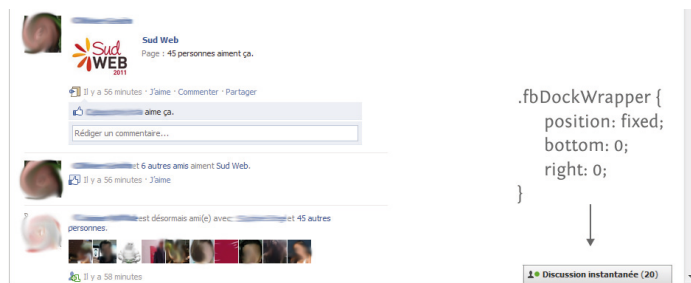 Sud Web
Page : 45 personnes aiment ça.
Sud
WEB
2011
Il y a 56 minutes · J'aime · Commenter · Partager
aime ça.
Rédiger un commentaire...
et 6 autres amis aiment Sud Web.
Il y a 56 minutes · J'aime
est désormais ami(e) avec et 45 autres
personnes.
Il y a 58 minutes
.fbDockWrapper {
position: fixed;
bottom: 0;
right: 0;
}
Discussion instantanée (20)